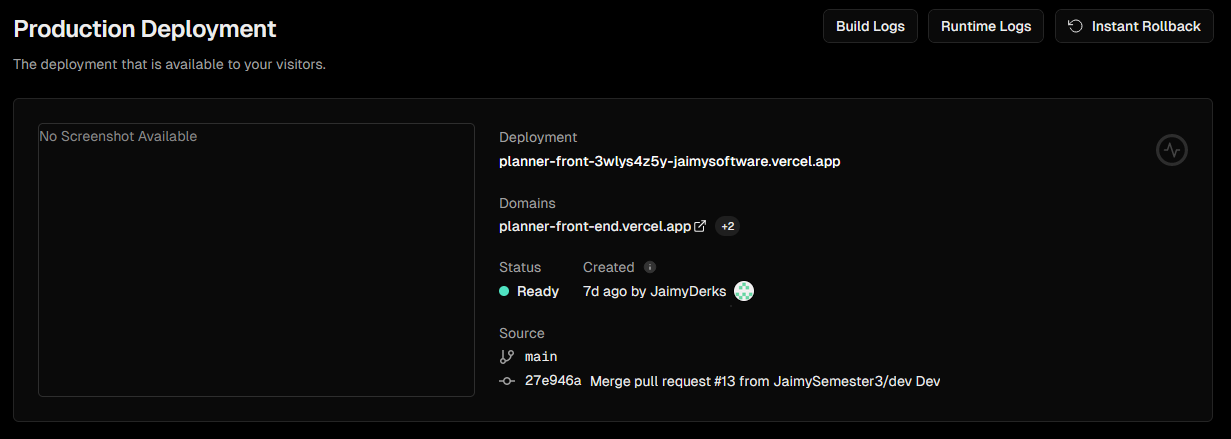 Production Deployment
Build Logs
Runtime Logs
Instant Rollback
The deployment that is available to your visitors.
No Screenshot Available
Deployment
planner-front-3wlys4z5y-jaimysoftware.vercel.app
Domains
planner-front-end.vercel.app +2
Status Created
Ready 7d ago by JaimyDerks
Source
main
27e946a Merge pull request #13 from JaimySemester3/dev Dev